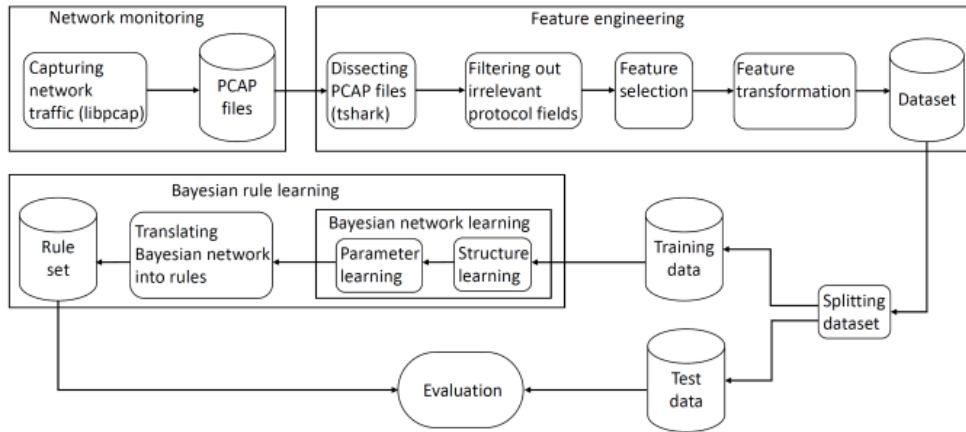 Network monitoring
Capturing
network
traffic (libpcap)
PCAP
files
Feature engineering
Dissecting
PCAP files
(tshark)
Filtering out
irrelevant
protocol fields
Feature
selection
Feature
transformation
Dataset
Bayesian rule learning
Rule
set
Translating
Bayesian network
into rules
Bayesian network learning
Parameter
learning
Structure
learning
Training
data
Splitting
dataset
Evaluation
Test
data